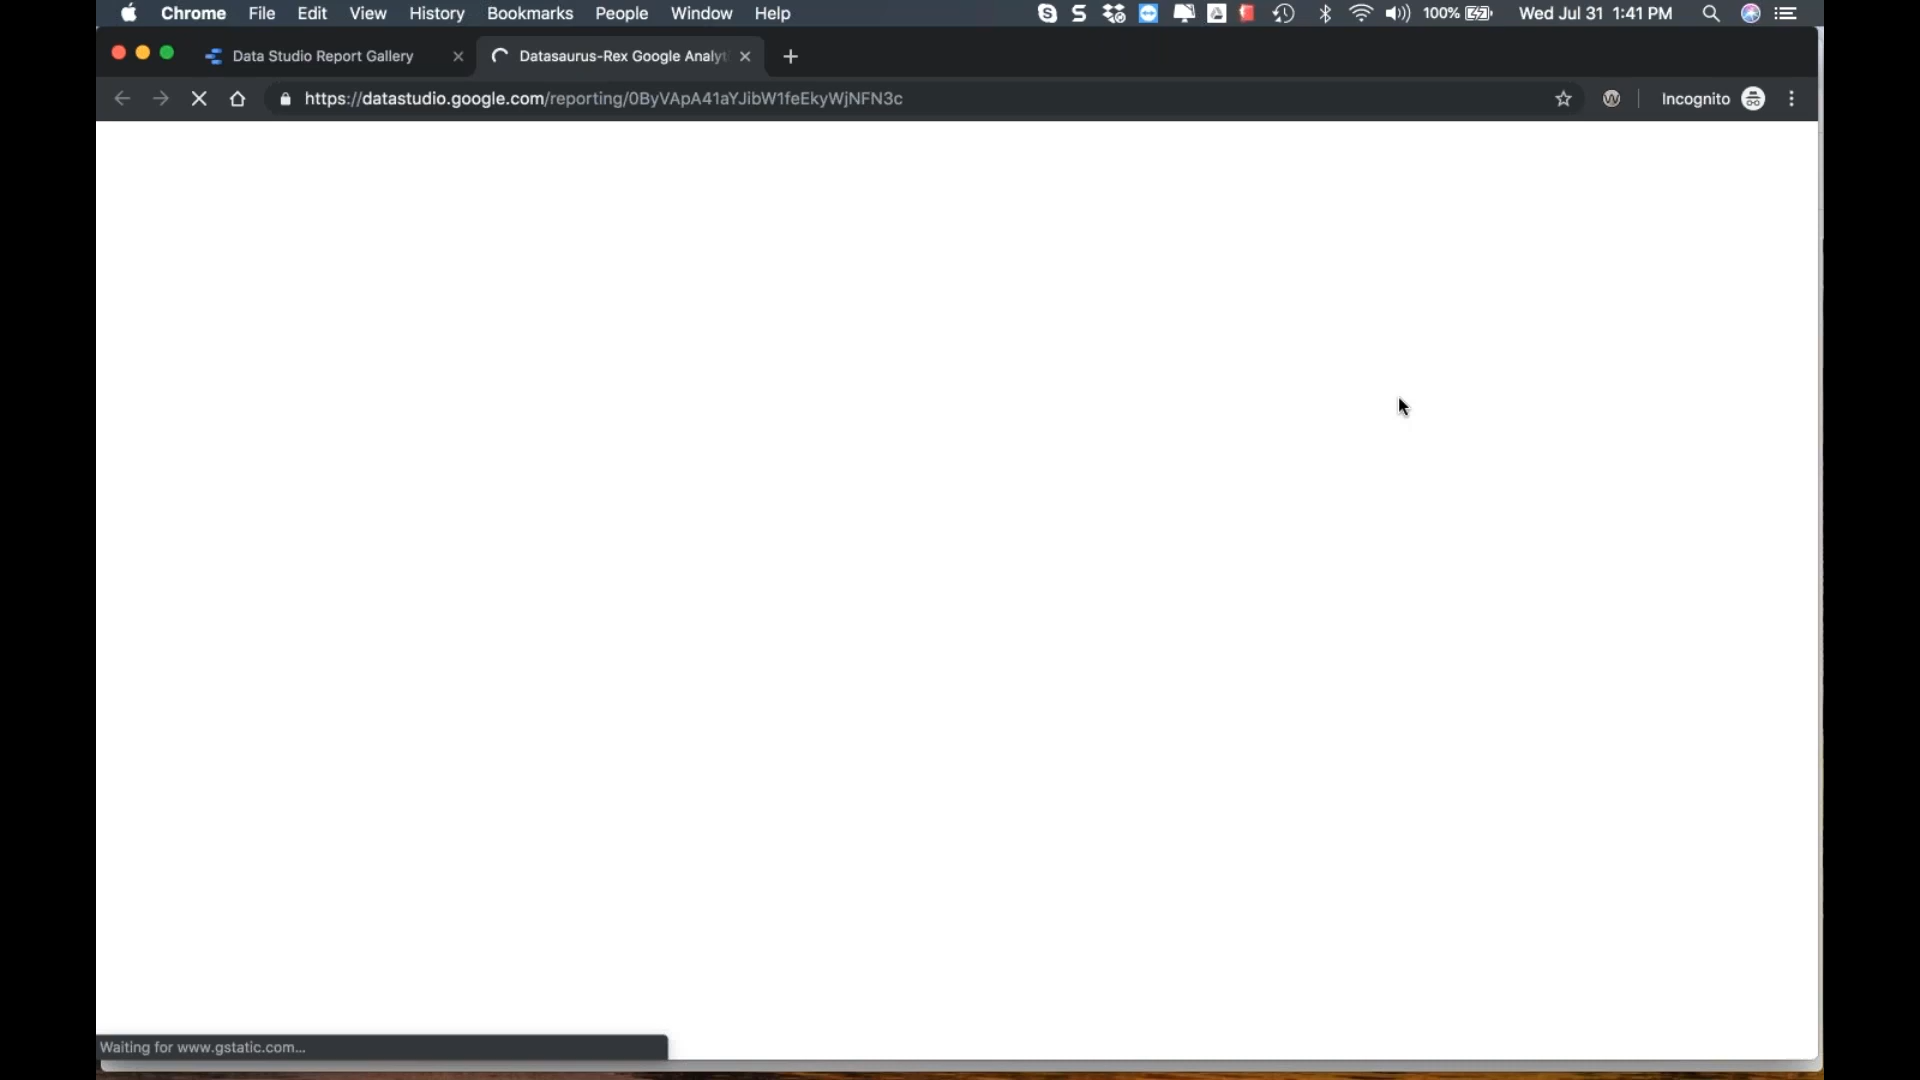 Chrome File Edit View History Bookmarks People Window Help 100% Wed Jul 31 1:41 PM
Data Studio Report Gallery Datasaurus-Rex Google Analyt
https://datastudio.google.com/reporting/0ByVApA41aYJibW1feEkyWjNFN3c Incognito
Waiting for www.gstatic.com...